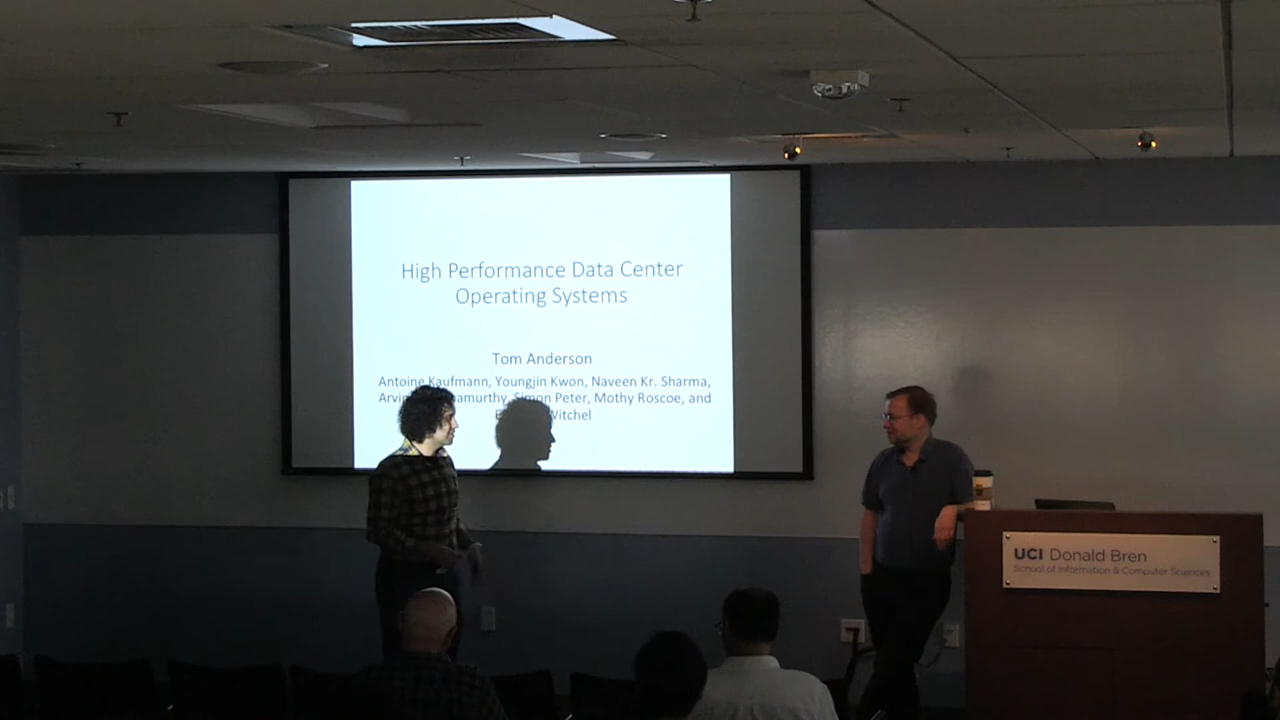 High Performance Data Center
Operating Systems
Tom Anderson
Antoine Kaufmann, Youngjin Kwon, Naveen Kr. Sharma,
Simon Peter, Mothy Roscoe, and
UCI Donald Bren
School of Information & Computer Sciences